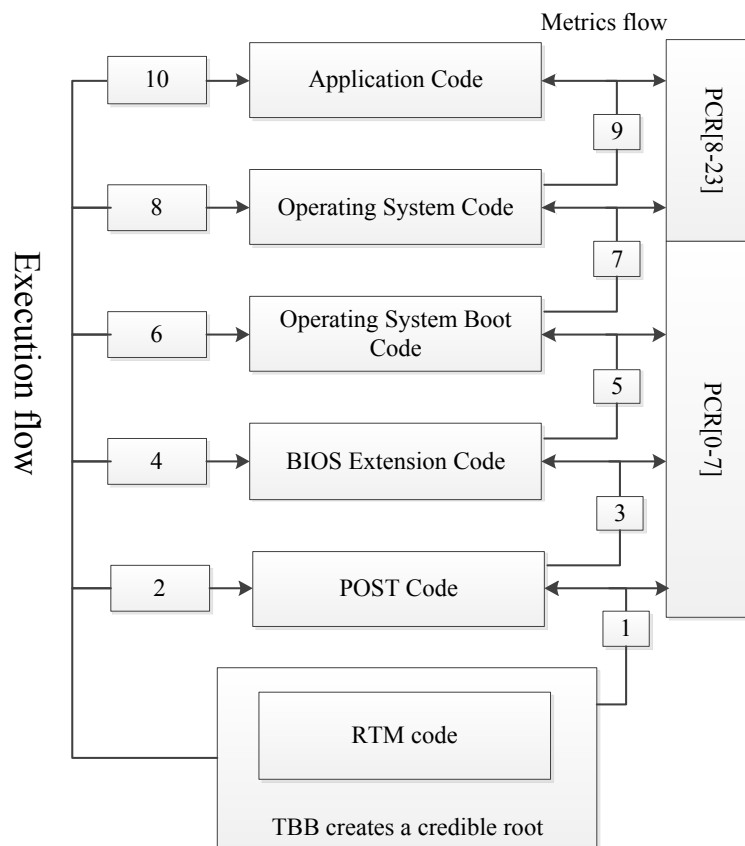 Metrics flow
10
Application Code
9
PCR[8-23]
8
Operating System Code
7
Execution flow
6
Operating System Boot
Code
5
PCR[0-7]
4
BIOS Extension Code
3
2
POST Code
1
RTM code
TBB creates a credible root